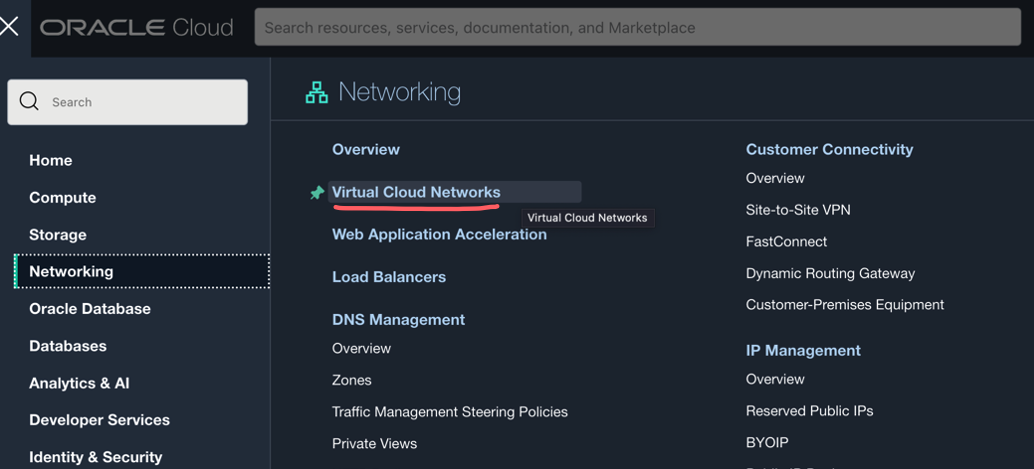 ORACLE Cloud
Search resources, services, documentation, and Marketplace
Search
Home
Compute
Storage
Networking
Oracle Database
Databases
Analytics & AI
Developer Services
Identity & Security
Networking
Overview
Virtual Cloud Networks
Virtual Cloud Networks
Web Application Acceleration
Load Balancers
DNS Management
Overview
Zones
Traffic Management Steering Policies
Private Views
Customer Connectivity
Overview
Site-to-Site VPN
FastConnect
Dynamic Routing Gateway
Customer-Premises Equipment
IP Management
Overview
Reserved Public IPs
BYOIP